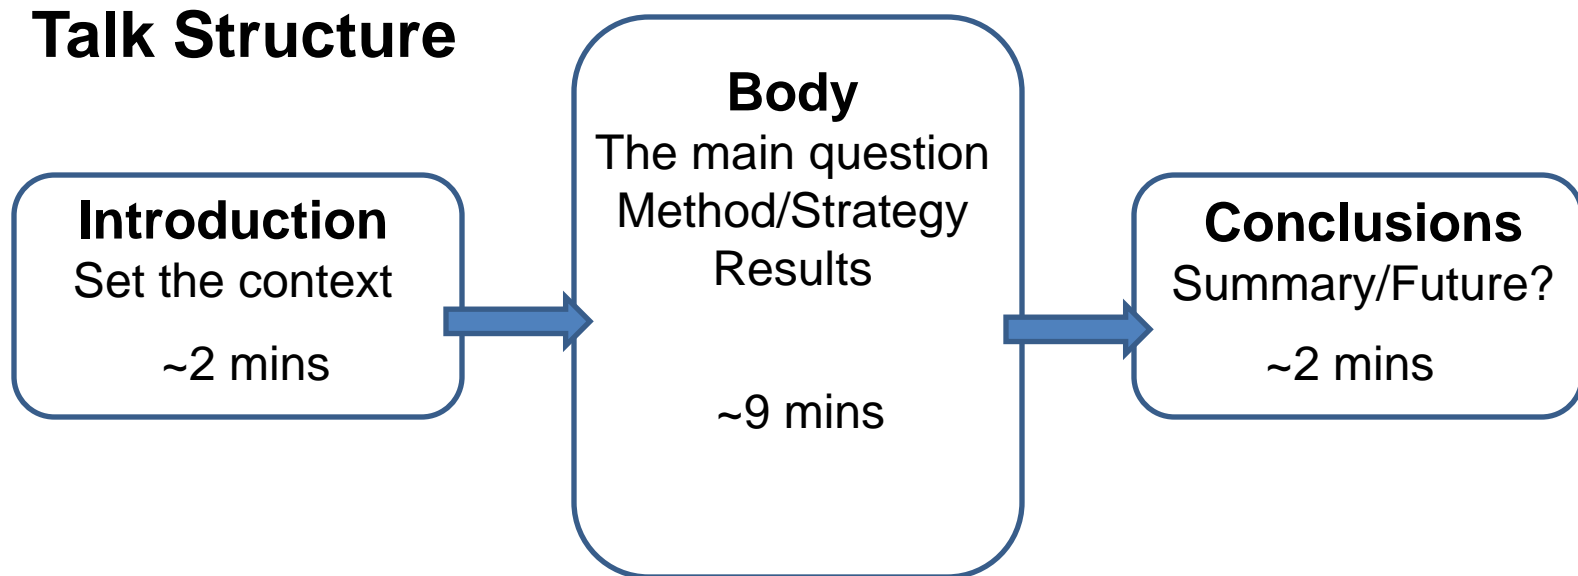 Talk Structure
Introduction
Set the context
~2 mins
Body
The main question
Method/Strategy
Results
~9 mins
Conclusions
Summary/Future?
~2 mins